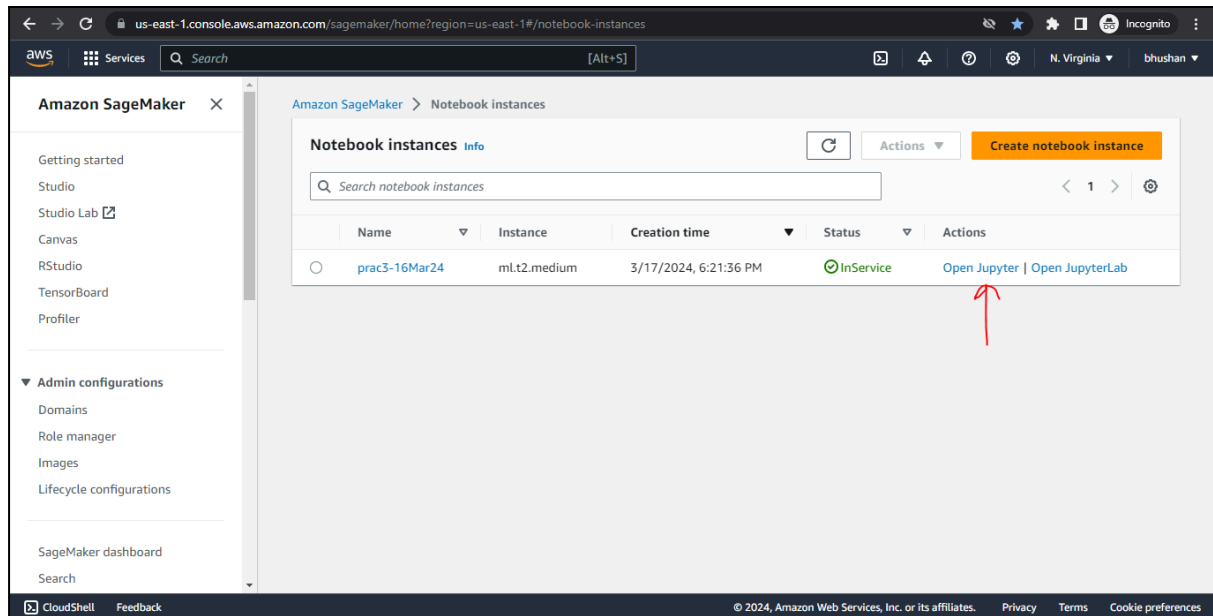 us-east-1.console.aws.amazon.com/sagemaker/home?region=us-east-1#/notebook-instances
Incognito
aws
Services
Search
[Alt+S]
N. Virginia
bhushan
Amazon SageMaker
Getting started
Studio
Studio Lab
Canvas
RStudio
TensorBoard
Profiler
Admin configurations
Domains
Role manager
Images
Lifecycle configurations
SageMaker dashboard
Search
Amazon SageMaker > Notebook instances
Notebook instances Info
Actions
Create notebook instance
Search notebook instances
1
Name Instance Creation time Status Actions
prac3-16Mar24 ml.t2.medium 3/17/2024, 6:21:36 PM InService Open Jupyter | Open JupyterLab
CloudShell Feedback © 2024, Amazon Web Services, Inc. or its affiliates. Privacy Terms Cookie preferences